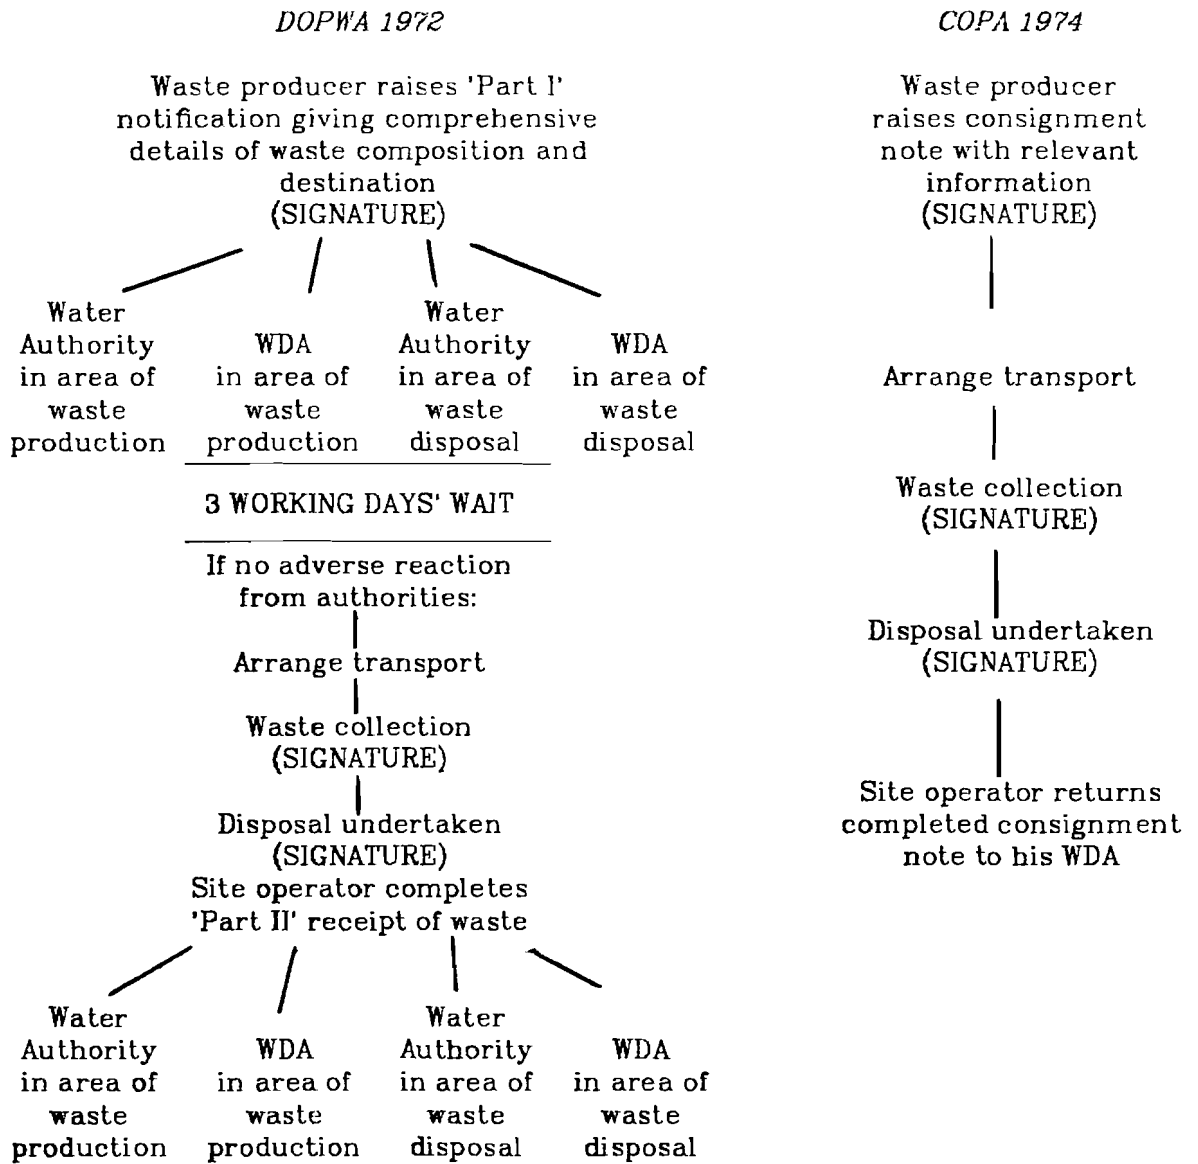 DOPWA 1972
Waste producer raises 'Part I'
notification giving comprehensive
details of waste composition and
destination
(SIGNATURE)
Water
Authority
in area of
waste
production
WDA
in area of
waste
production
Water
Authority
in area of
waste
disposal
WDA
in area of
waste
disposal
3 WORKING DAYS' WAIT
If no adverse reaction
from authorities:
Arrange transport
Waste collection
(SIGNATURE)
Disposal undertaken
(SIGNATURE)
Site operator completes
'Part II' receipt of waste
Water
Authority
in area of
waste
production
WDA
in area of
waste
production
Water
Authority
in area of
waste
disposal
WDA
in area of
waste
disposal
COPA 1974
Waste producer
raises consignment
note with relevant
information
(SIGNATURE)
Arrange transport
Waste collection
(SIGNATURE)
Disposal undertaken
(SIGNATURE)
Site operator returns
completed consignment
note to his WDA